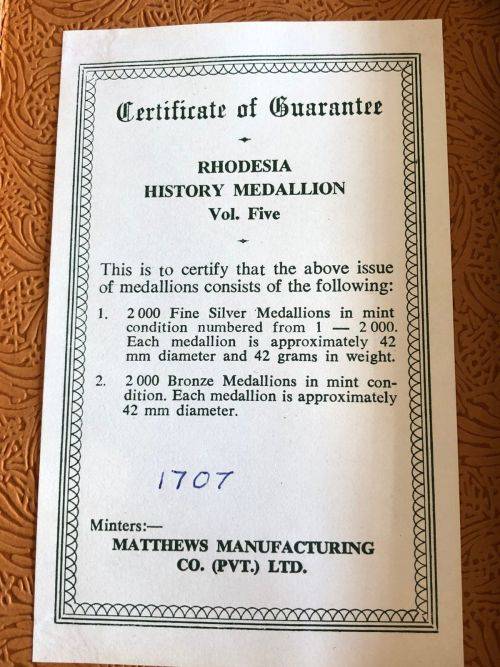 Certificate of Guarantee
RHODESIA
HISTORY MEDALLION
Vol. Five
This is to certify that the above issue
of medallions consists of the following:
1. 2 000 Fine Silver Medallions in mint
condition numbered from 1 — 2 000.
Each medallion is approximately 42
mm diameter and 42 grams in weight.
2. 2 000 Bronze Medallions in mint con-
dition. Each medallion is approximately
42 mm diameter.
1707
Minters:—
MATTHEWS MANUFACTURING
CO. (PVT.) LTD.